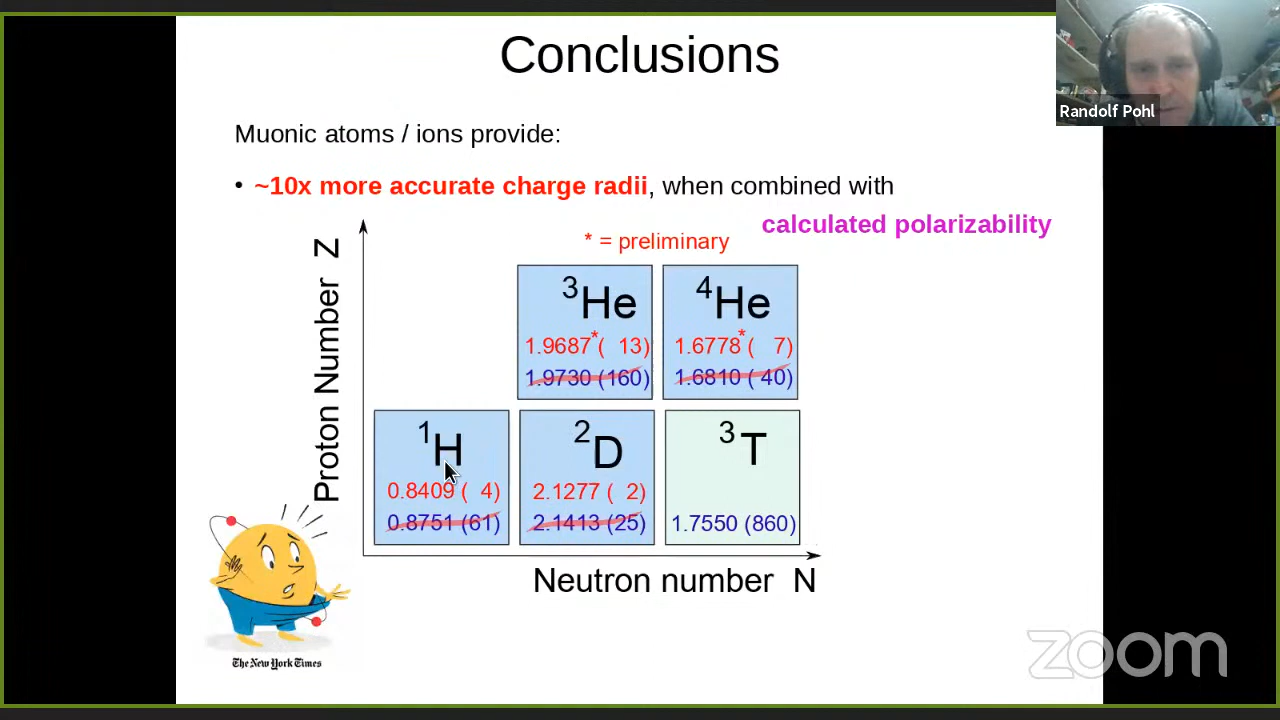 Conclusions
Randolf Pohl
Muonic atoms / ions provide:
• ~10x more accurate charge radii, when combined with
calculated polarizability
* = preliminary
Proton Number Z
3He
1.9687*( 13)
1.9730 (160)
4He
1.6778*( 7)
1.6810 ( 40)
1H
0.8409 ( 4)
0.8751 (61)
2D
2.1277 ( 2)
2.1413 (25)
3T
1.7550 (860)
Neutron number N
The New York Times
zoom